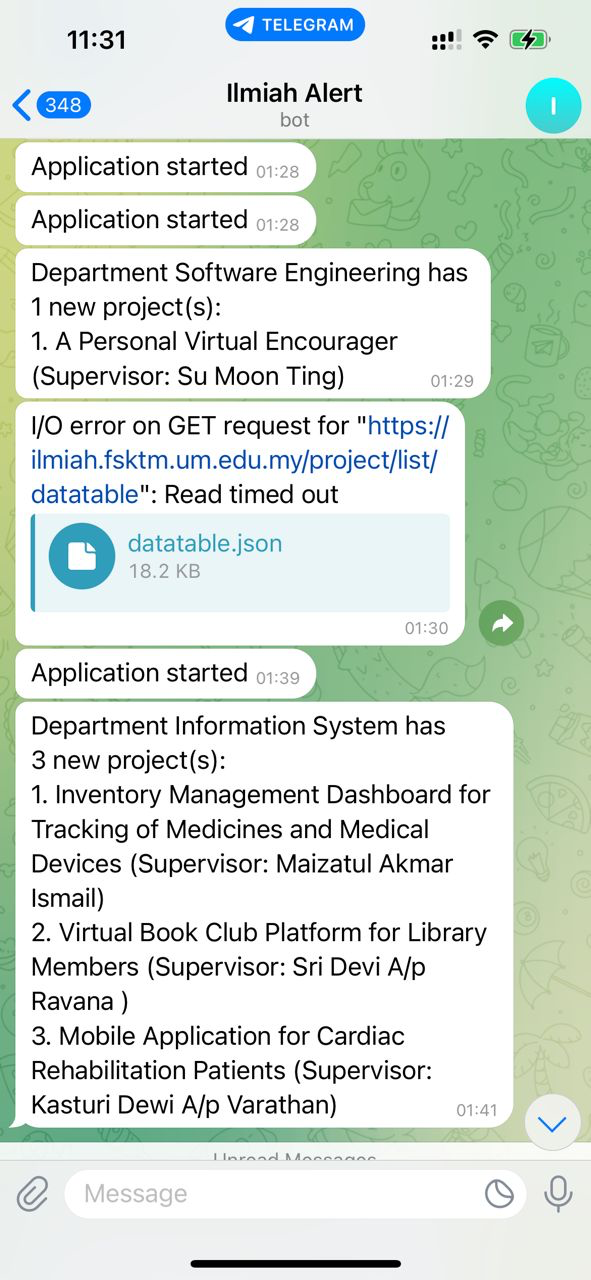 11:31
TELEGRAM
348
Ilmiah Alert
bot
I
Application started 01:28
Application started 01:28
Department Software Engineering has
1 new project(s):
1. A Personal Virtual Encourager
(Supervisor: Su Moon Ting) 01:29
I/O error on GET request for "https://
ilmiah.fsktm.um.edu.my/project/list/
datatable": Read timed out
datatable.json
18.2 KB
01:30
Application started 01:39
Department Information System has
3 new project(s):
1. Inventory Management Dashboard for
Tracking of Medicines and Medical
Devices (Supervisor: Maizatul Akmar
Ismail)
2. Virtual Book Club Platform for Library
Members (Supervisor: Sri Devi A/p
Ravana )
3. Mobile Application for Cardiac
Rehabilitation Patients (Supervisor:
Kasturi Dewi A/p Varathan) 01:41
Unread Messages
Message